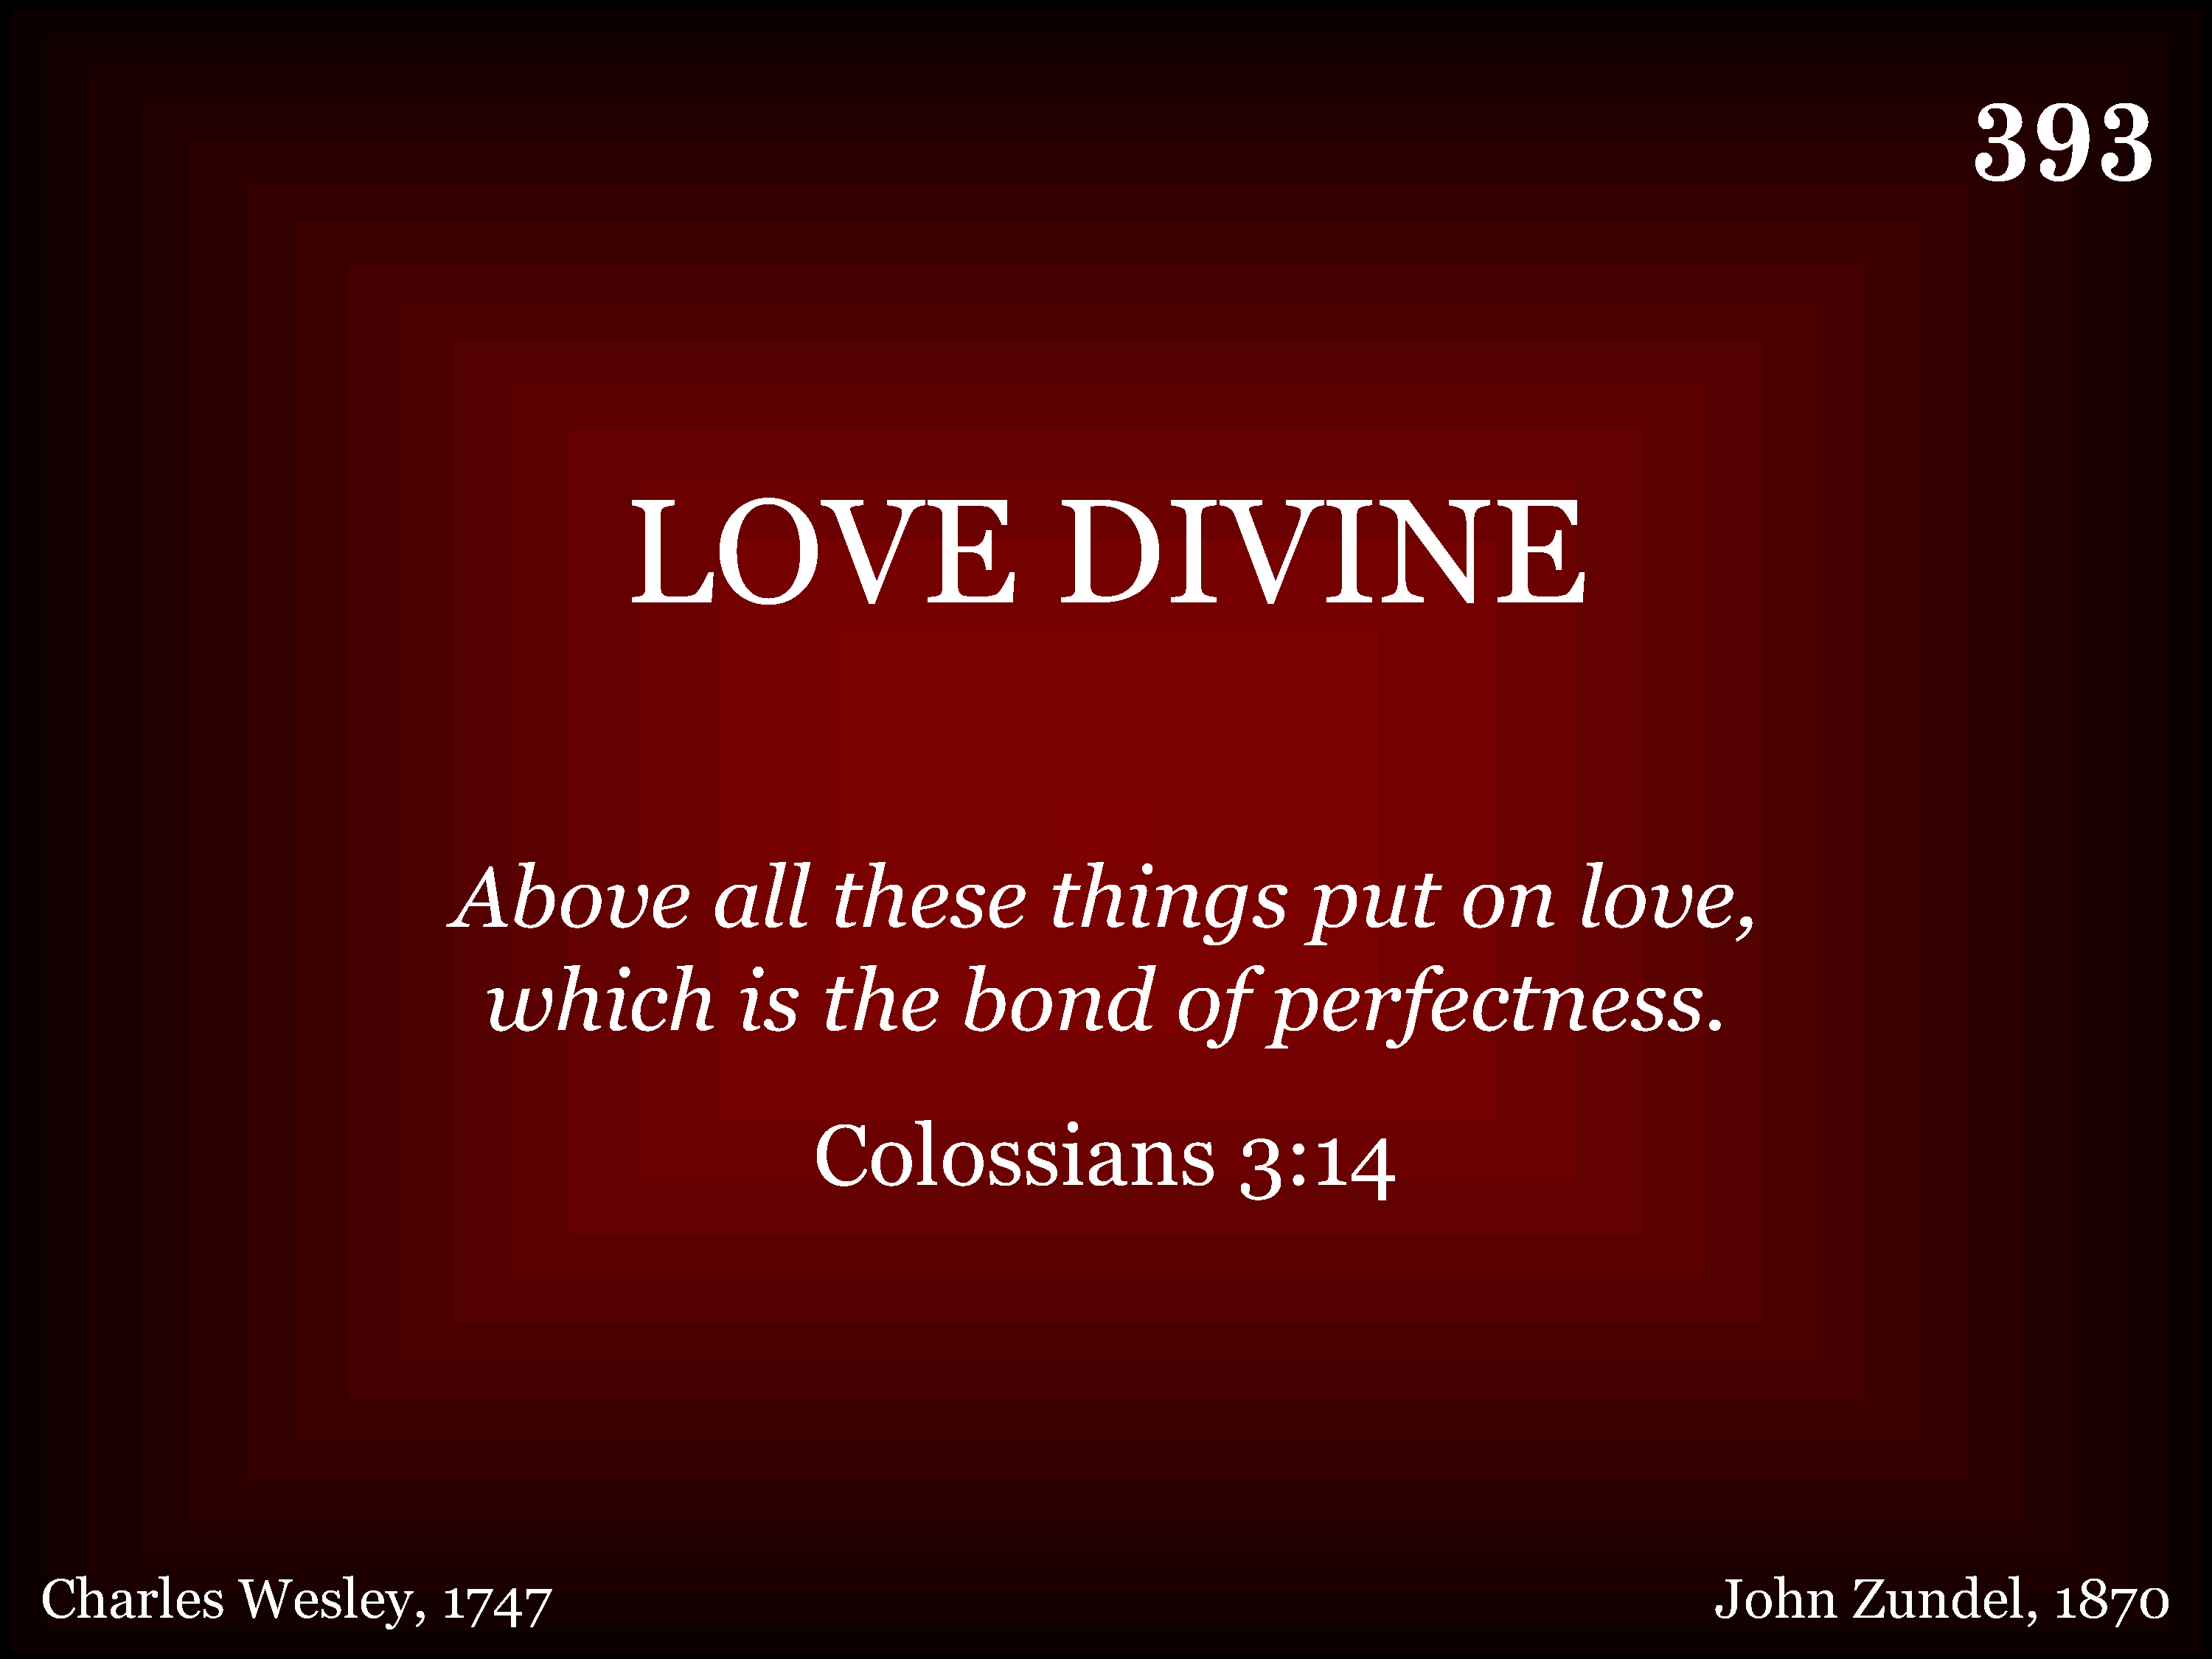 393
LOVE DIVINE
Above all these things put on love,
which is the bond of perfectness.
Colossians 3:14
Charles Wesley, 1747
John Zundel, 1870